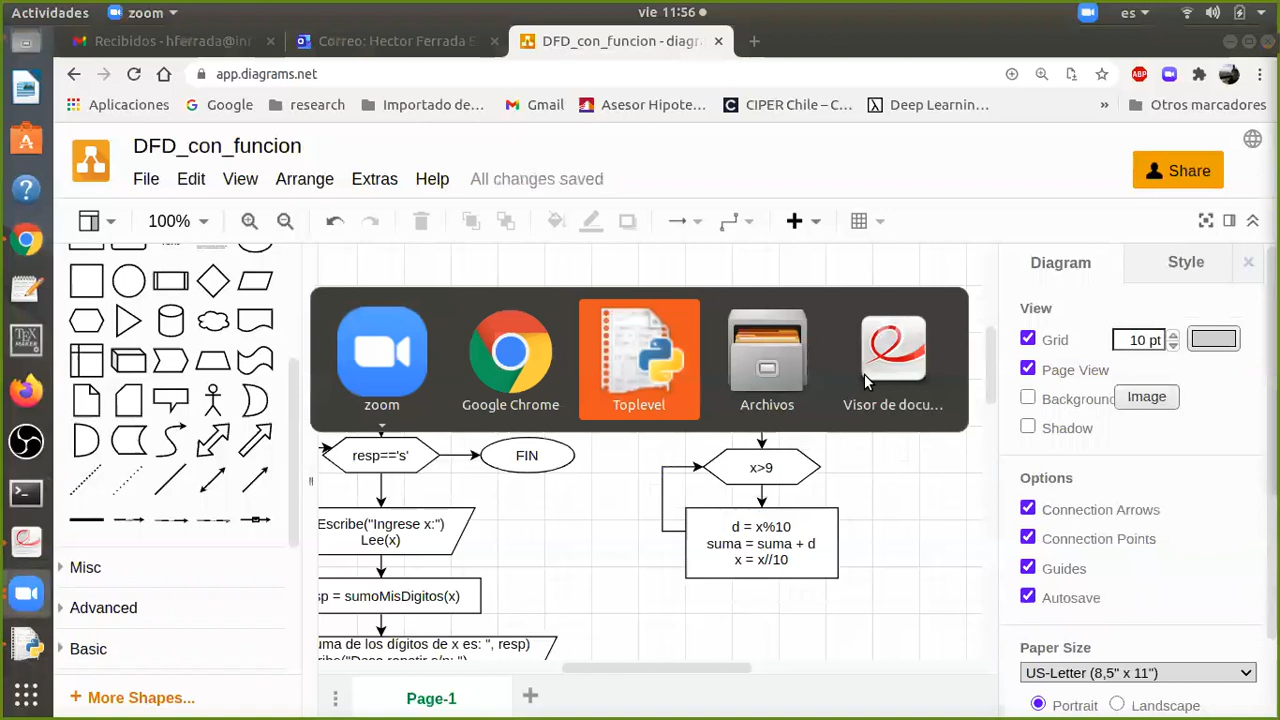 Actividades
zoom
vie 11:56
es
Recibidos - hferrada@in
Correo: Hector Ferrada E
DFD_con_funcion - diagra
app.diagrams.net
ABP
Aplicaciones
Google
research
Importado de...
Gmail
Asesor Hipote...
CIPER Chile – C...
Deep Learnin...
Otros marcadores
DFD_con_funcion
File
Edit
View
Arrange
Extras
Help
All changes saved
Share
100%
Diagram
Style
View
Grid
10 pt
Page View
Background
Image
Shadow
Options
Connection Arrows
Connection Points
Guides
Autosave
Paper Size
US-Letter (8,5" x 11")
Portrait
Landscape
zoom
Google Chrome
Toplevel
Archivos
Visor de docu...
resp=='s'
FIN
Escribe("Ingrese x:")
Lee(x)
sp = sumoMisDigitos(x)
uma de los dígitos de x es: ", resp)
x>9
d = x%10
suma = suma + d
x = x//10
Misc
Advanced
Basic
+ More Shapes...
Page-1